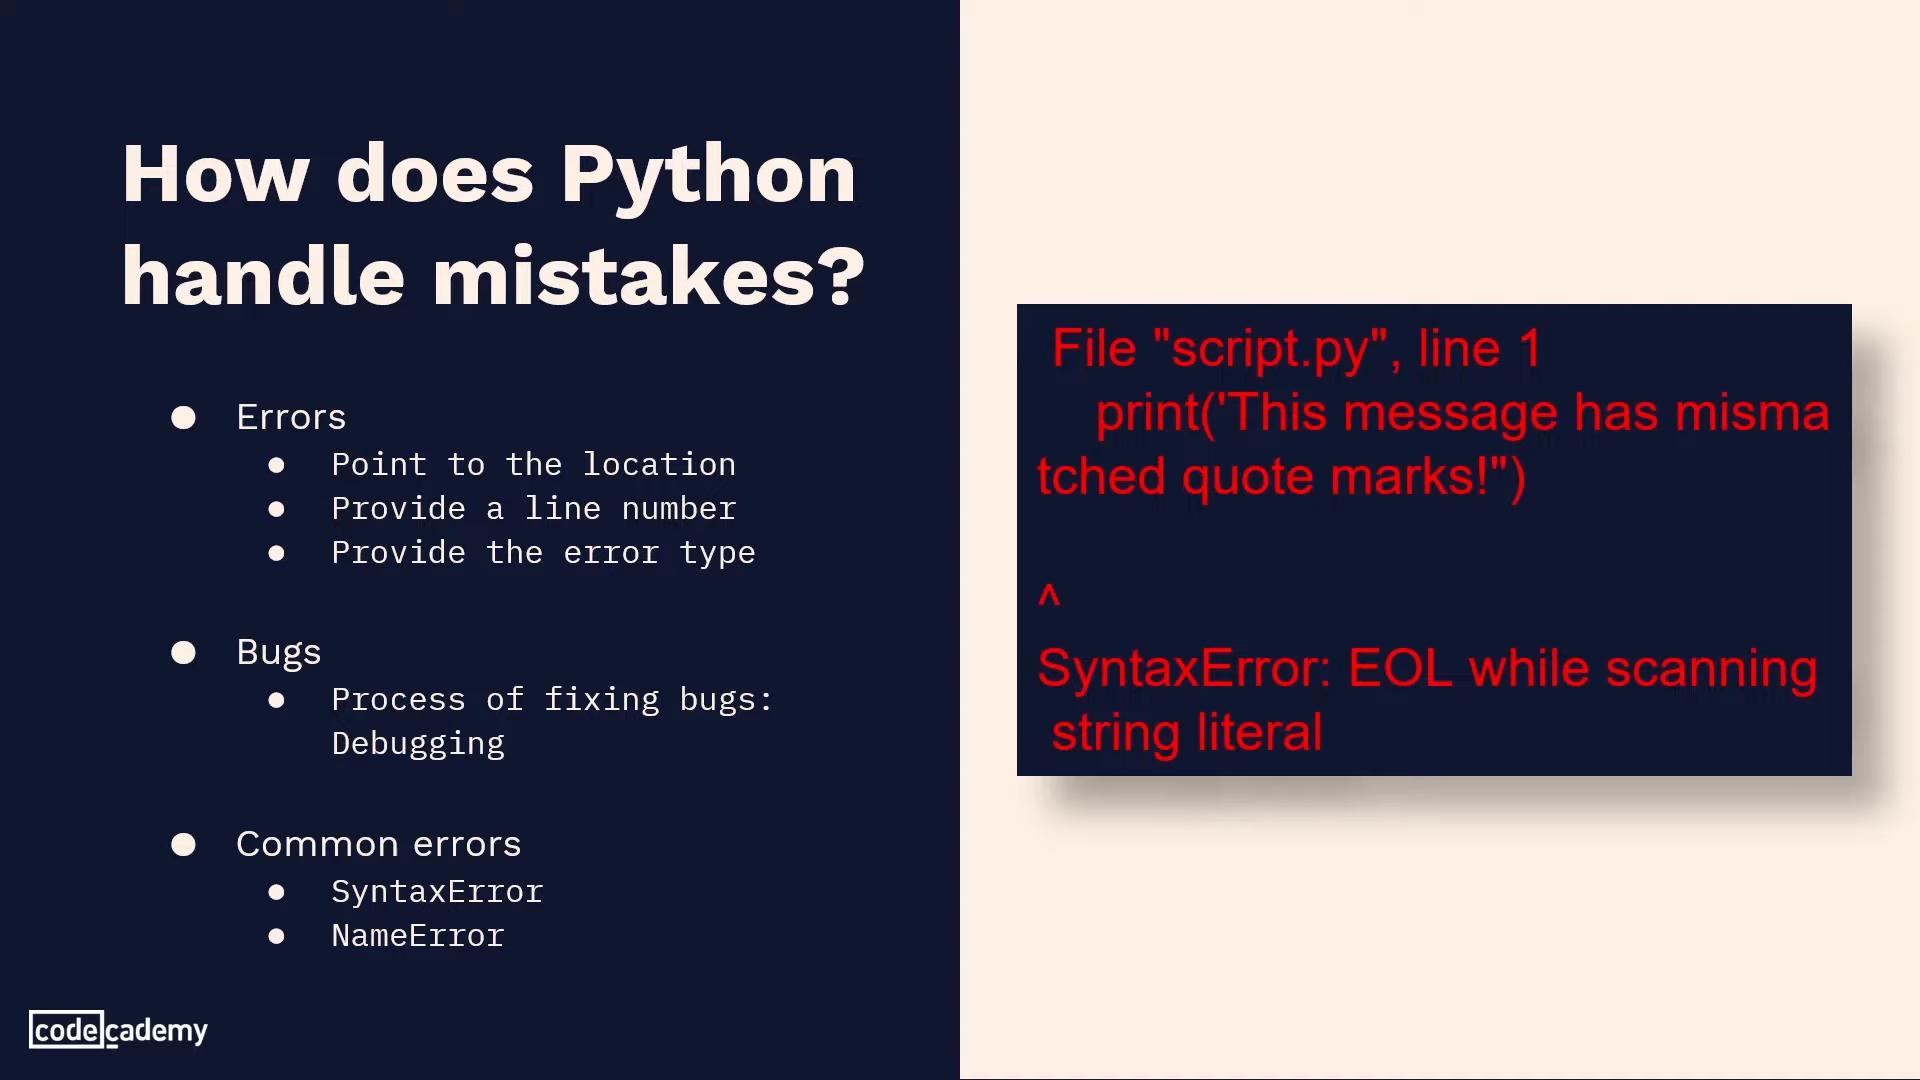 How does Python
handle mistakes?
● Errors
● Point to the location
● Provide a line number
● Provide the error type
● Bugs
● Process of fixing bugs:
Debugging
● Common errors
● SyntaxError
● NameError
codecademy
File "script.py", line 1
print('This message has misma
tched quote marks!")
^
SyntaxError: EOL while scanning
string literal